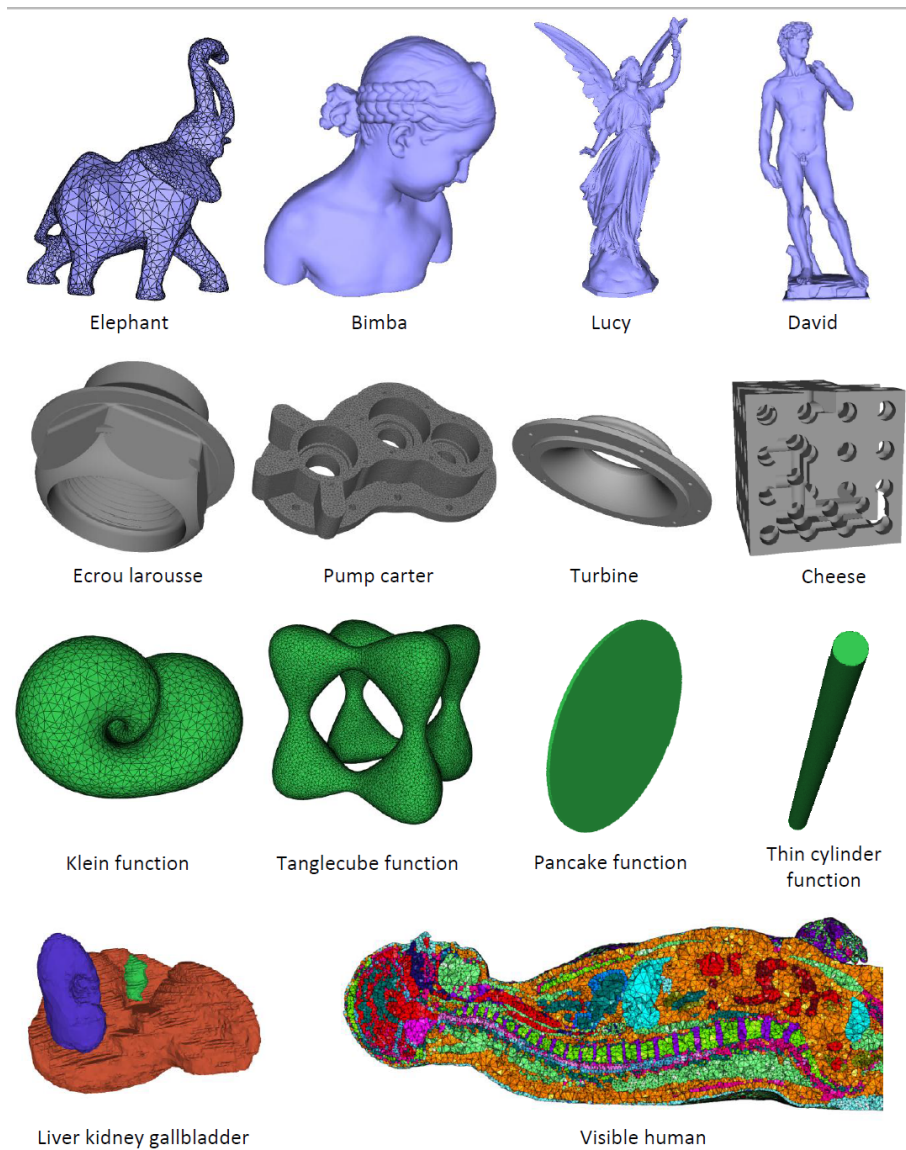 Elephant
Bimba
Lucy
David
Ecrou larousse
Pump carter
Turbine
Cheese
Klein function
Tanglecube function
Pancake function
Thin cylinder
function
Liver kidney gallbladder
Visible human